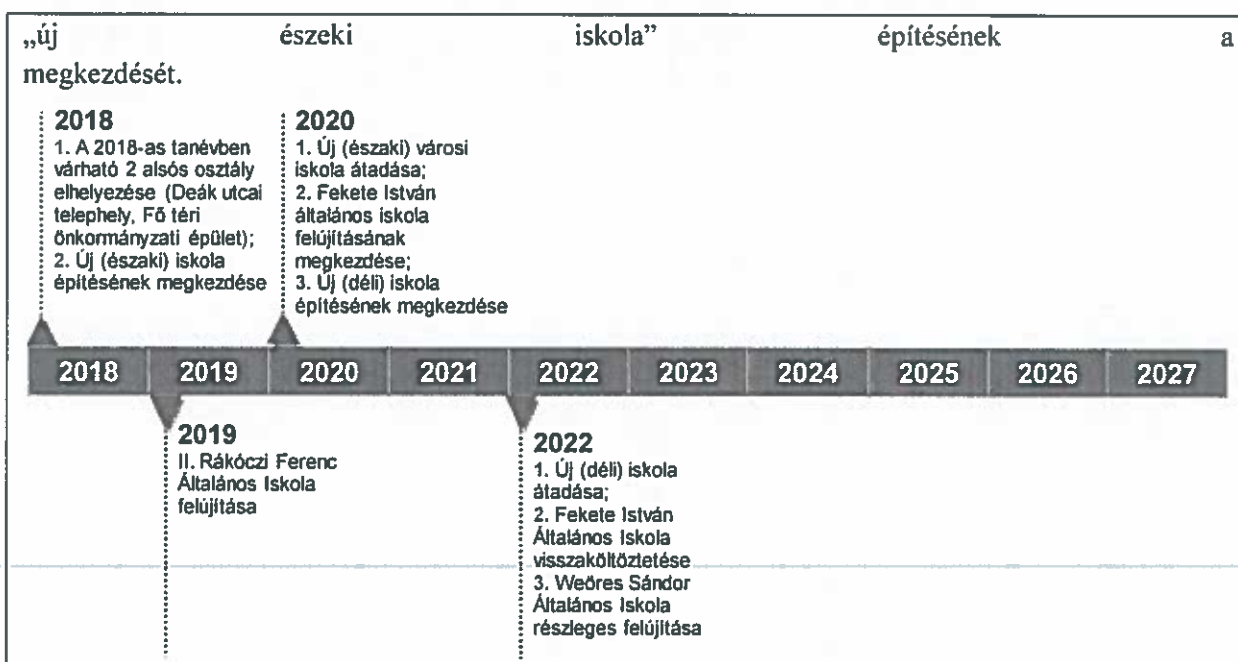 „új észeki iskola” építésének a
megkezdését.
2018
1. A 2018-as tanévben
várható 2 alsós osztály
elhelyezése (Deák utcai
telephely, Fő téri
önkormányzati épület);
2. Új (északi) iskola
építésének megkezdése
2020
1. Új (északi) városi
iskola átadása;
2. Fekete István
általános iskola
felújításának
megkezdése;
3. Új (déli) iskola
építésének megkezdése
2018 2019 2020 2021 2022 2023 2024 2025 2026 2027
2019
II. Rákóczi Ferenc
Általános Iskola
felújítása
2022
1. Új (déli) iskola
átadása;
2. Fekete István
Általános Iskola
visszaköltöztetése
3. Weöres Sándor
Általános Iskola
részleges felújítása